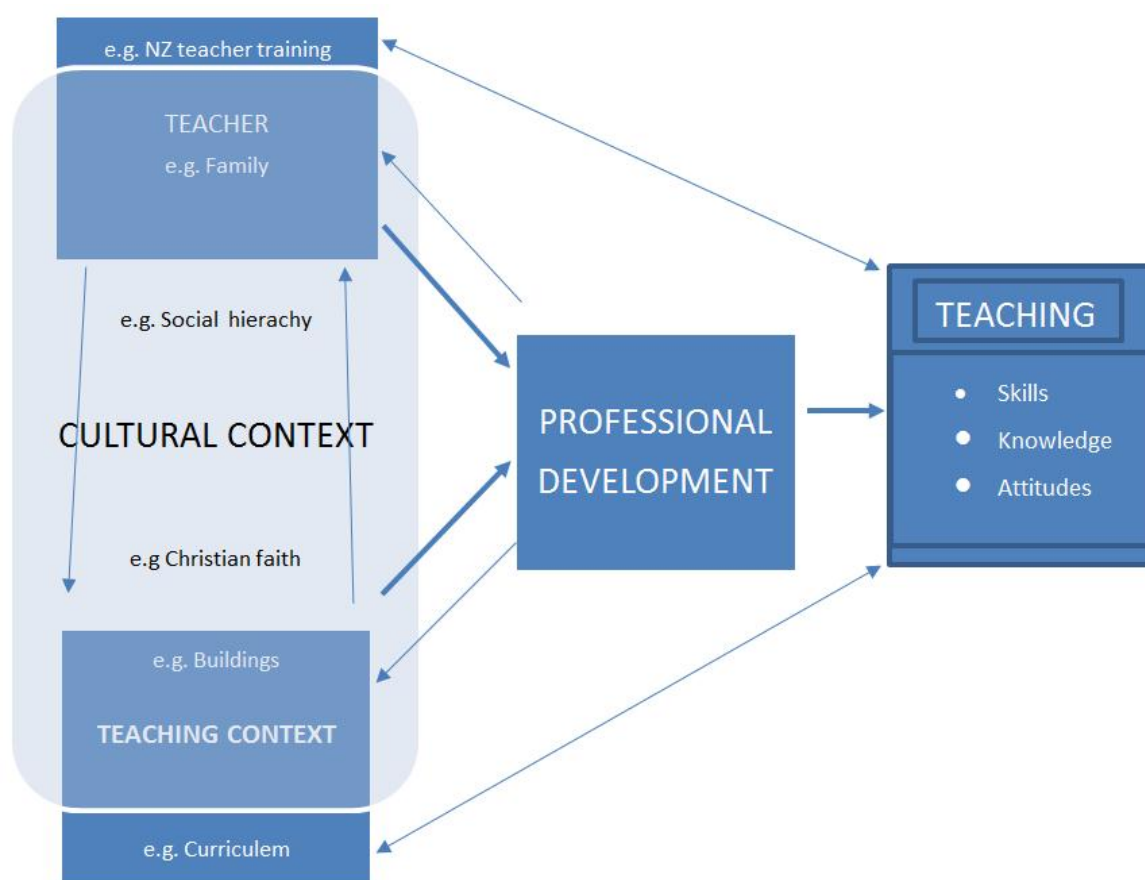 e.g. NZ teacher training
TEACHER
e.g. Family
e.g. Social hierachy
CULTURAL CONTEXT
e.g Christian faith
e.g. Buildings
TEACHING CONTEXT
e.g. Curriculem
PROFESSIONAL
DEVELOPMENT
TEACHING
• Skills
• Knowledge
• Attitudes